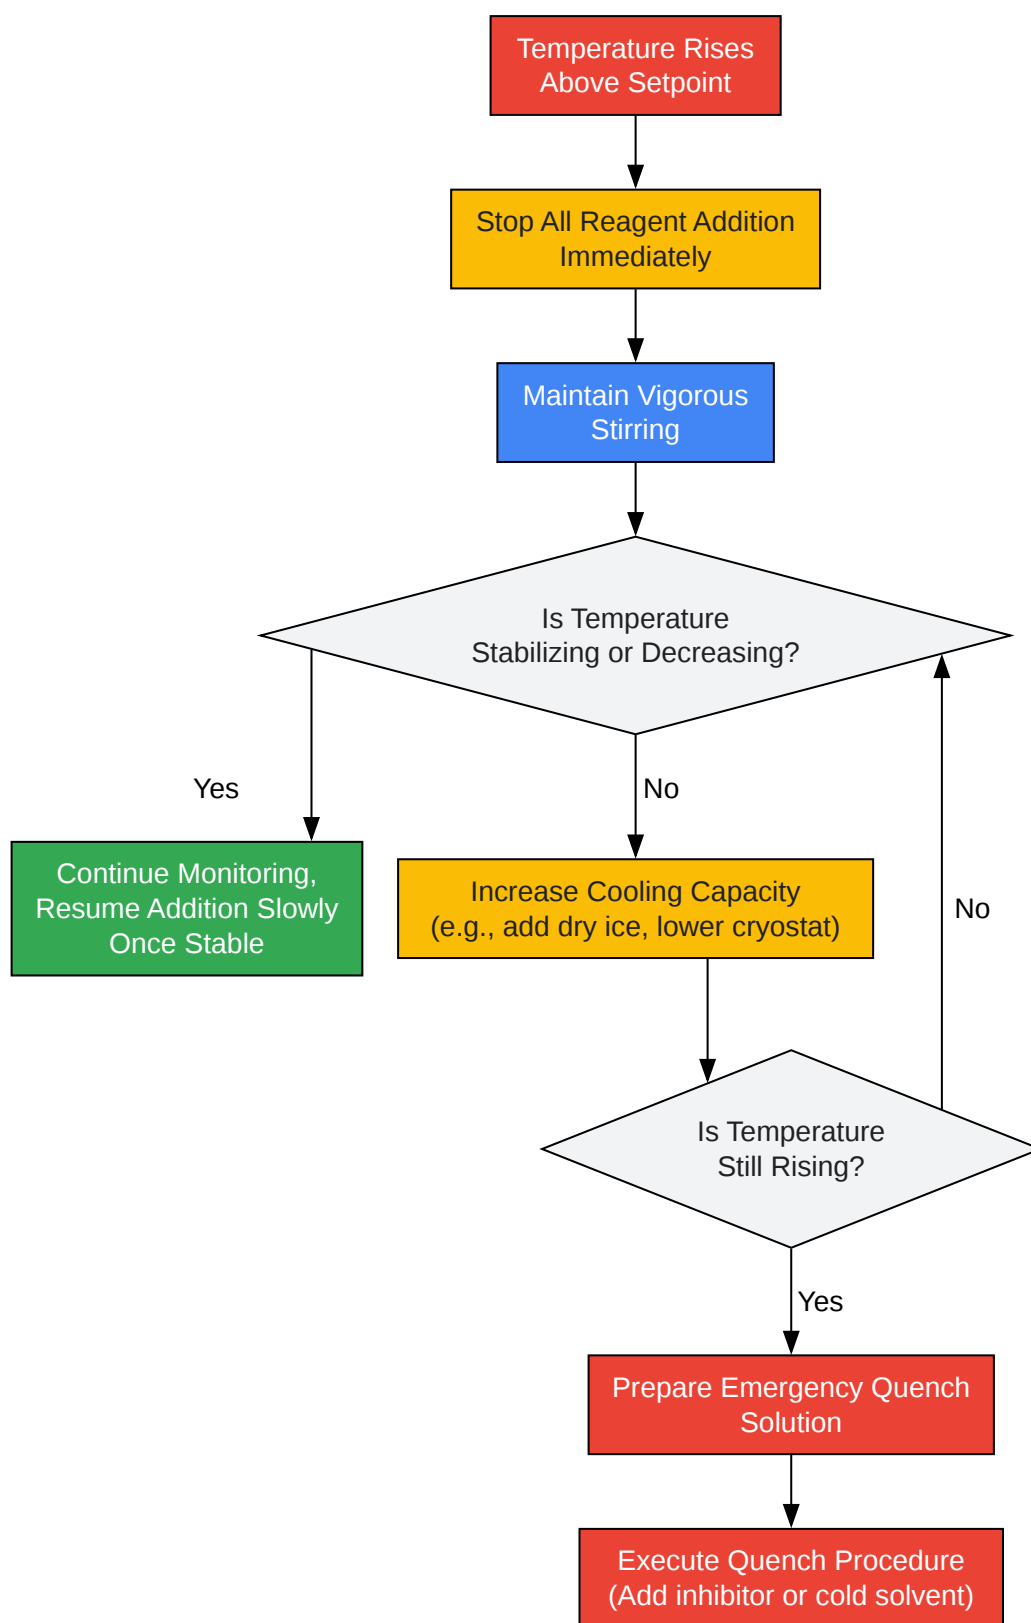 Temperature Rises
Above Setpoint
Stop All Reagent Addition
Immediately
Maintain Vigorous
Stirring
Is Temperature
Stabilizing or Decreasing?
Yes
No
Continue Monitoring,
Resume Addition Slowly
Once Stable
Increase Cooling Capacity
(e.g., add dry ice, lower cryostat)
No
Is Temperature
Still Rising?
Yes
Prepare Emergency Quench
Solution
Execute Quench Procedure
(Add inhibitor or cold solvent)